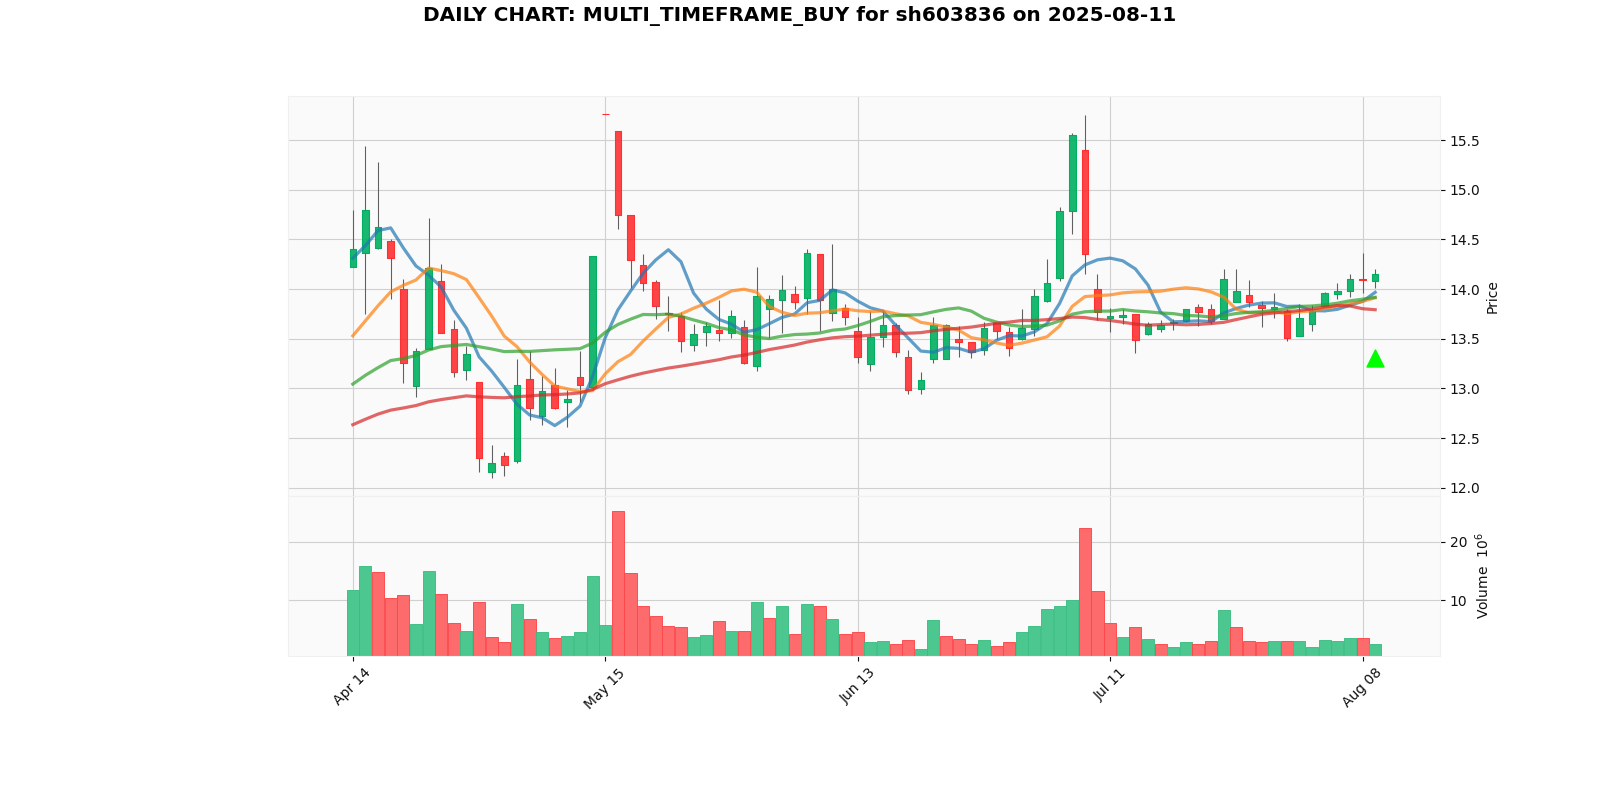 DAILY CHART: MULTI_TIMEFRAME_BUY for sh603836 on 2025-08-11
15.5
15.0
14.5
14.0
13.5
13.0
12.5
12.0
Price
20
10
Volume 10⁶
Apr 14
May 15
Jun 13
Jul 11
Aug 08